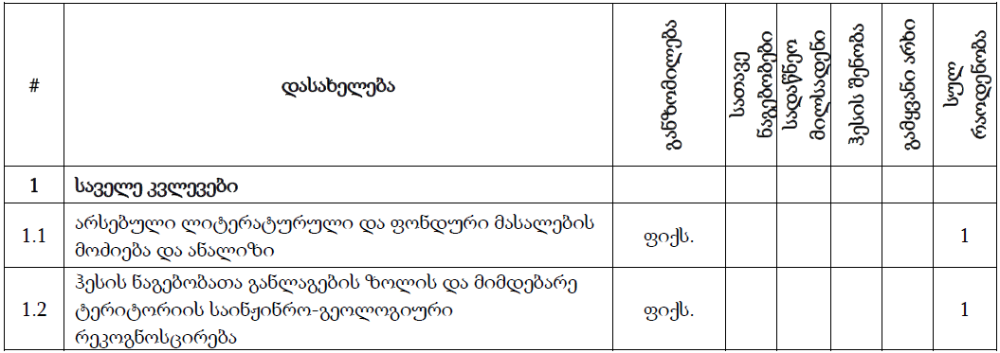 #
დასახელება
განზომილება
სათავე
ნაგებობები
სადაწნეო
მილსადენი
ჰესის შენობა
გამყვანი არხი
სულ
რაოდენობა
1
საველე კვლევები
1.1
არსებული ლიტერატურული და ფონდური მასალების
მოძიება და ანალიზი
ფიქს.
1
1.2
ჰესის ნაგებობათა განლაგების ზოლის და მიმდებარე
ტერიტორიის საინჟინრო-გეოლოგიური
რეკოგნოსცირება
ფიქს.
1